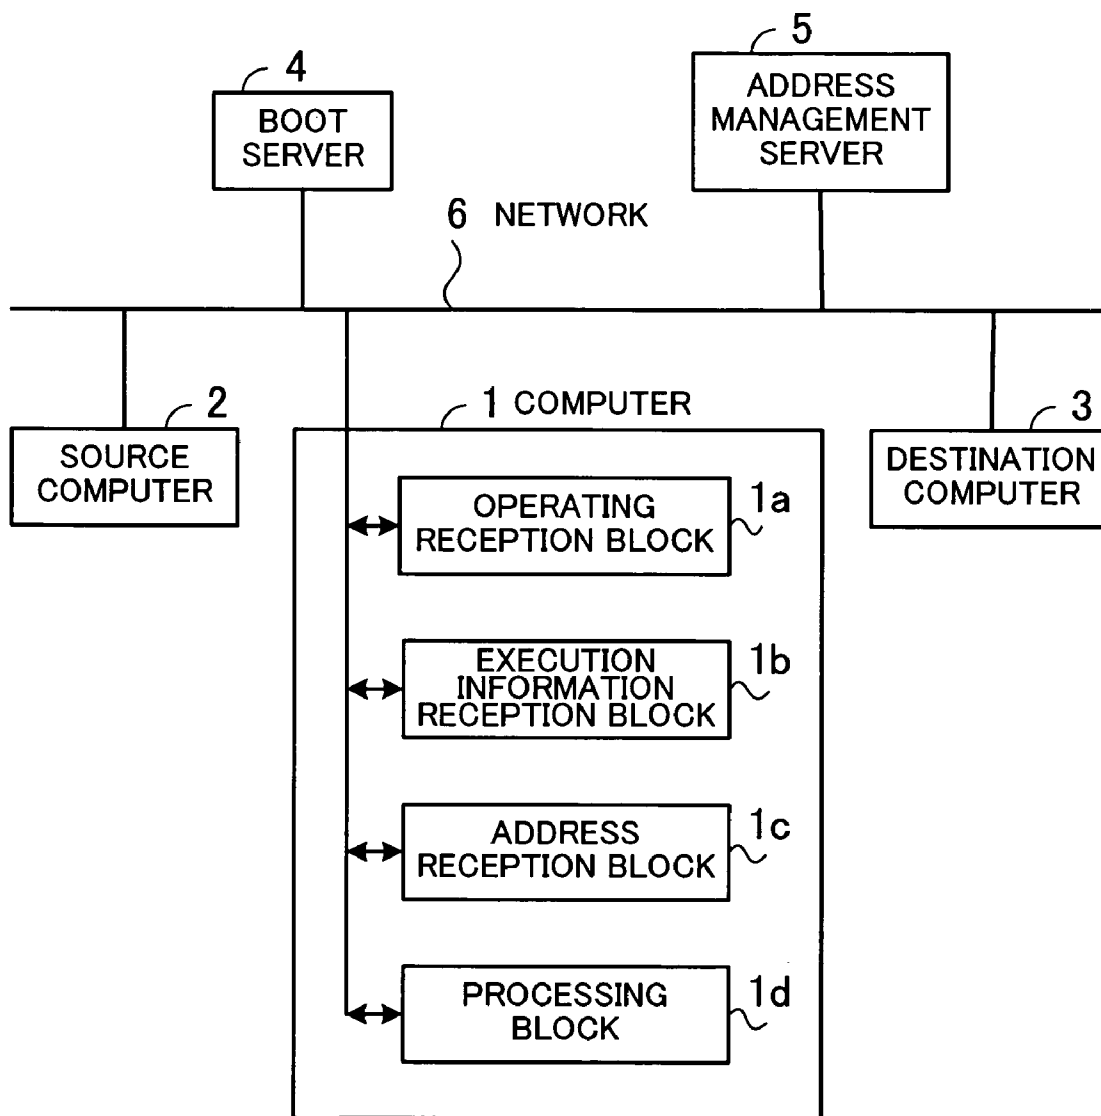 5
ADDRESS
MANAGEMENT
SERVER
4
BOOT
SERVER
6 NETWORK
2
SOURCE
COMPUTER
1 COMPUTER
3
DESTINATION
COMPUTER
OPERATING
RECEPTION BLOCK
1a
EXECUTION
INFORMATION
RECEPTION BLOCK
1b
ADDRESS
RECEPTION BLOCK
1c
PROCESSING
BLOCK
1d